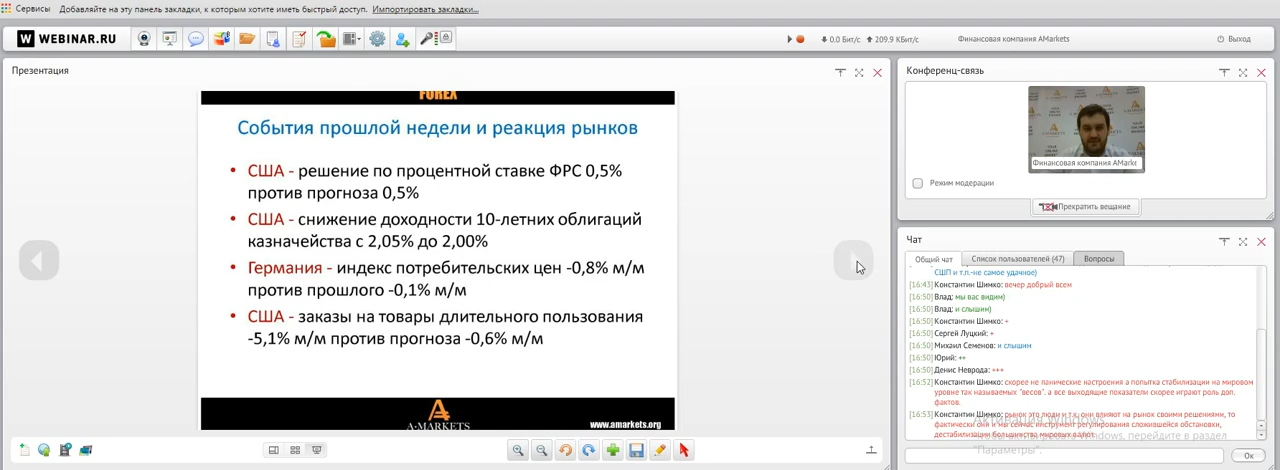 Сервисы Добавляйте на эту панель закладки, к которым хотите иметь быстрый доступ. Импортировать закладки...
W WEBINAR.RU
0.0 Бит/с 209.9 КБит/с Финансовая компания AMarkets Выход
Презентация
FOREX
События прошлой недели и реакция рынков
• США - решение по процентной ставке ФРС 0,5%
против прогноза 0,5%
• США - снижение доходности 10-летних облигаций
казначейства с 2,05% до 2,00%
• Германия - индекс потребительских цен -0,8% м/м
против прошлого -0,1% м/м
• США - заказы на товары длительного пользования
-5,1% м/м против прогноза -0,6% м/м
A·MARKETS
www.amarkets.org
Конференц-связь
Финансовая компания AMarke
Режим модерации
Прекратить вещание
Чат
Общий чат Список пользователей (47) Вопросы
США и т.п.-не самое удачное)
[16:43] Константин Шимко: вечер добрый всем
[16:50] Влад: мы вас видим)
[16:50] Влад: и слышим)
[16:50] Константин Шимко: +
[16:50] Сергей Луцкий: +
[16:50] Михаил Семенов: и слышим
[16:50] Юрий: ++
[16:50] Денис Неврода: +++
[16:52] Константин Шимко: скорее не панические настроения а попытка стабилизации на мировом
уровне так называемых "весов". а все выходящие показатели скорее играют роль доп.
фактов.
[16:53] Константин Шимко: рынок это люди и т.к. они влияют на рынок своими решениями, то
фактически они и мы сейчас инструмент регулирования сложившейся обстановки,
дестабилизации большинства мировых валют
Активация Windows
Windows, перейдите в раздел
"Параметры".
Ок